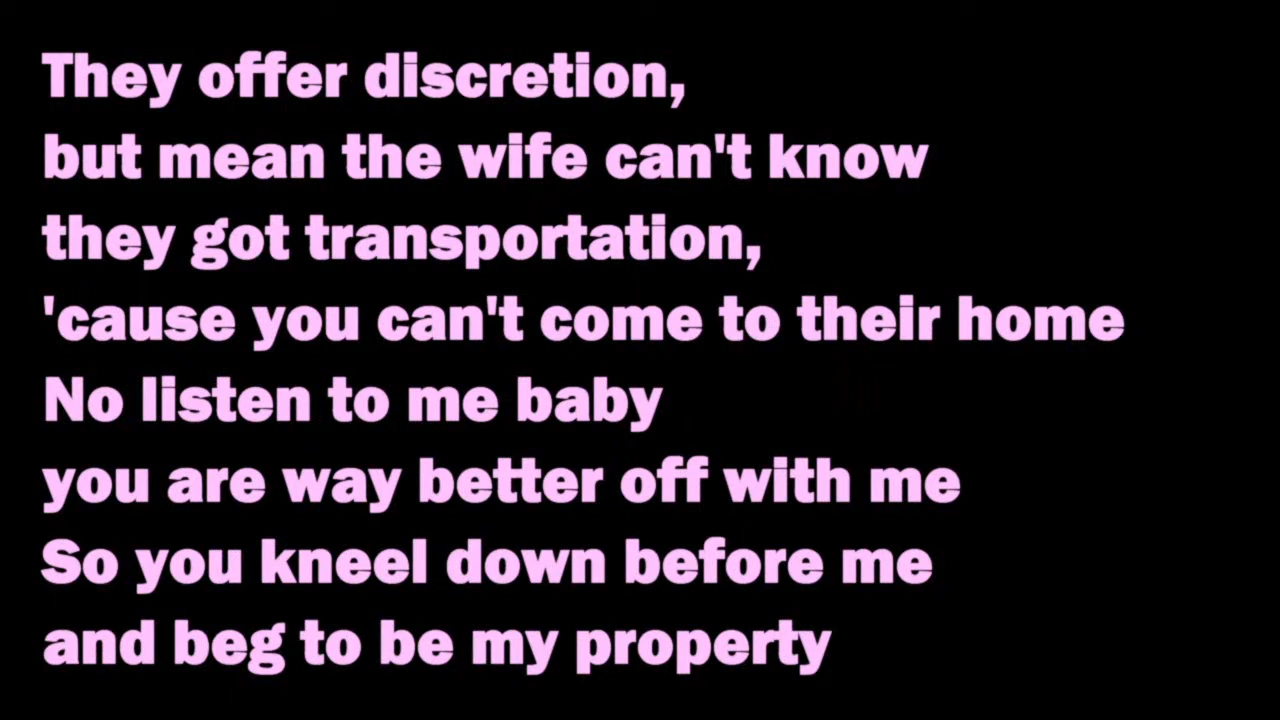 They offer discretion,
but mean the wife can't know
they got transportation,
'cause you can't come to their home
No listen to me baby
you are way better off with me
So you kneel down before me
and beg to be my property